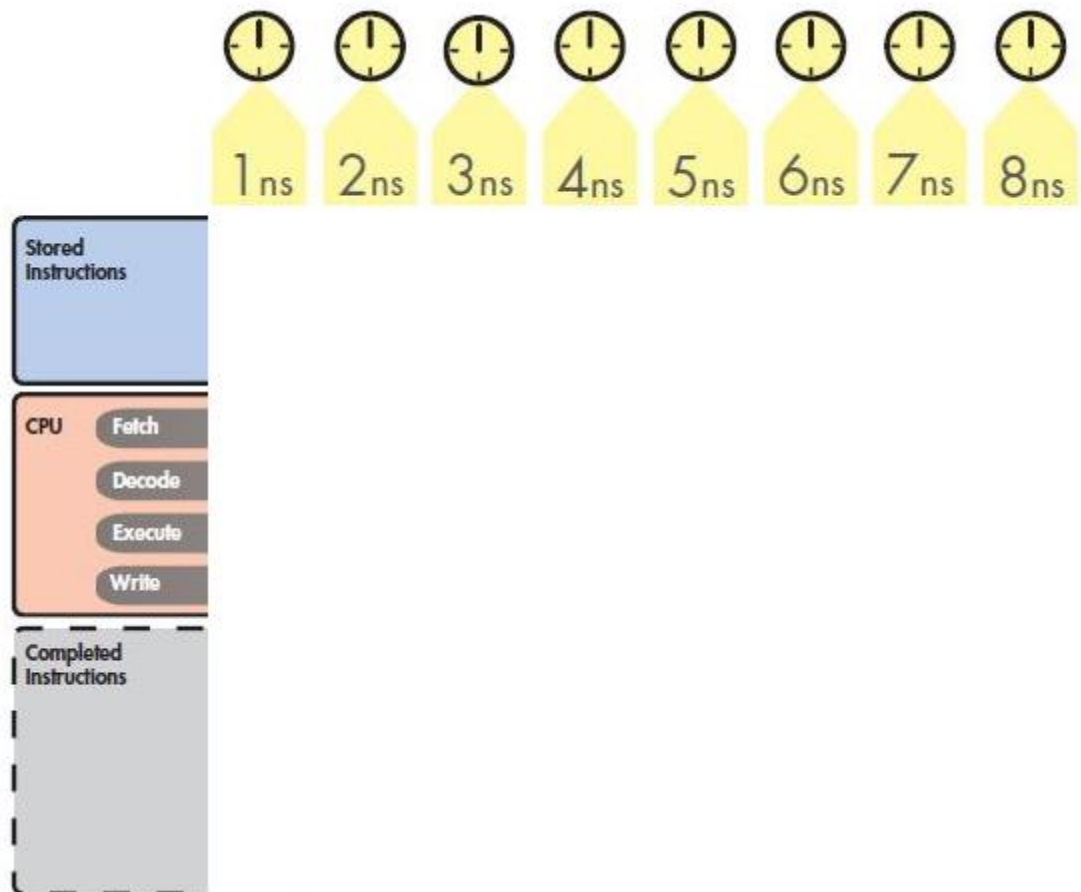 1ns 2ns 3ns 4ns 5ns 6ns 7ns 8ns
Stored
Instructions
CPU
Fetch
Decode
Execute
Write
Completed
Instructions